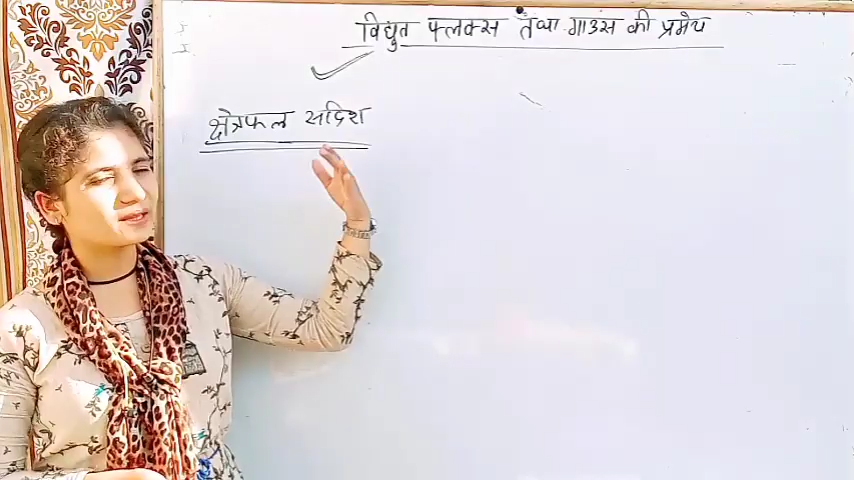 विद्युत फ्लक्स तथा गाउस की प्रमेय
क्षेत्रफल सदिश